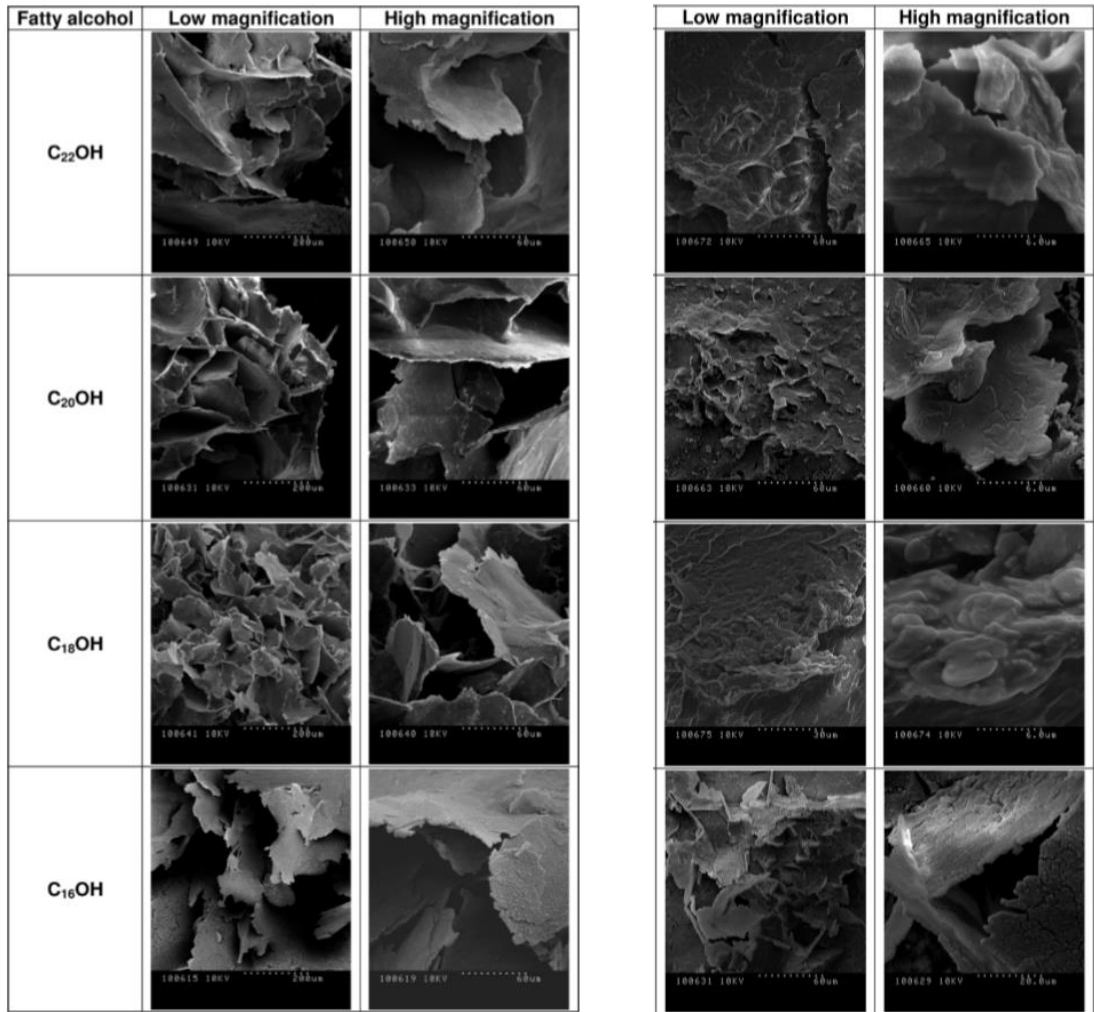 Fatty alcohol Low magnification High magnification Low magnification High magnification
C₂₂OH
100649 10KV 200um 100650 10KV 60um 100672 10KV 60um 100665 10KV 6.0um
C₂₀OH
100631 10KV 200um 100633 10KV 60um 100663 10KV 60um 100660 10KV 6.0um
C₁₈OH
100641 10KV 200um 100640 10KV 60um 100675 10KV 30um 100674 10KV 6.0um
C₁₆OH
100615 10KV 200um 100619 10KV 60um 100631 10KV 60um 100629 10KV 20.0um